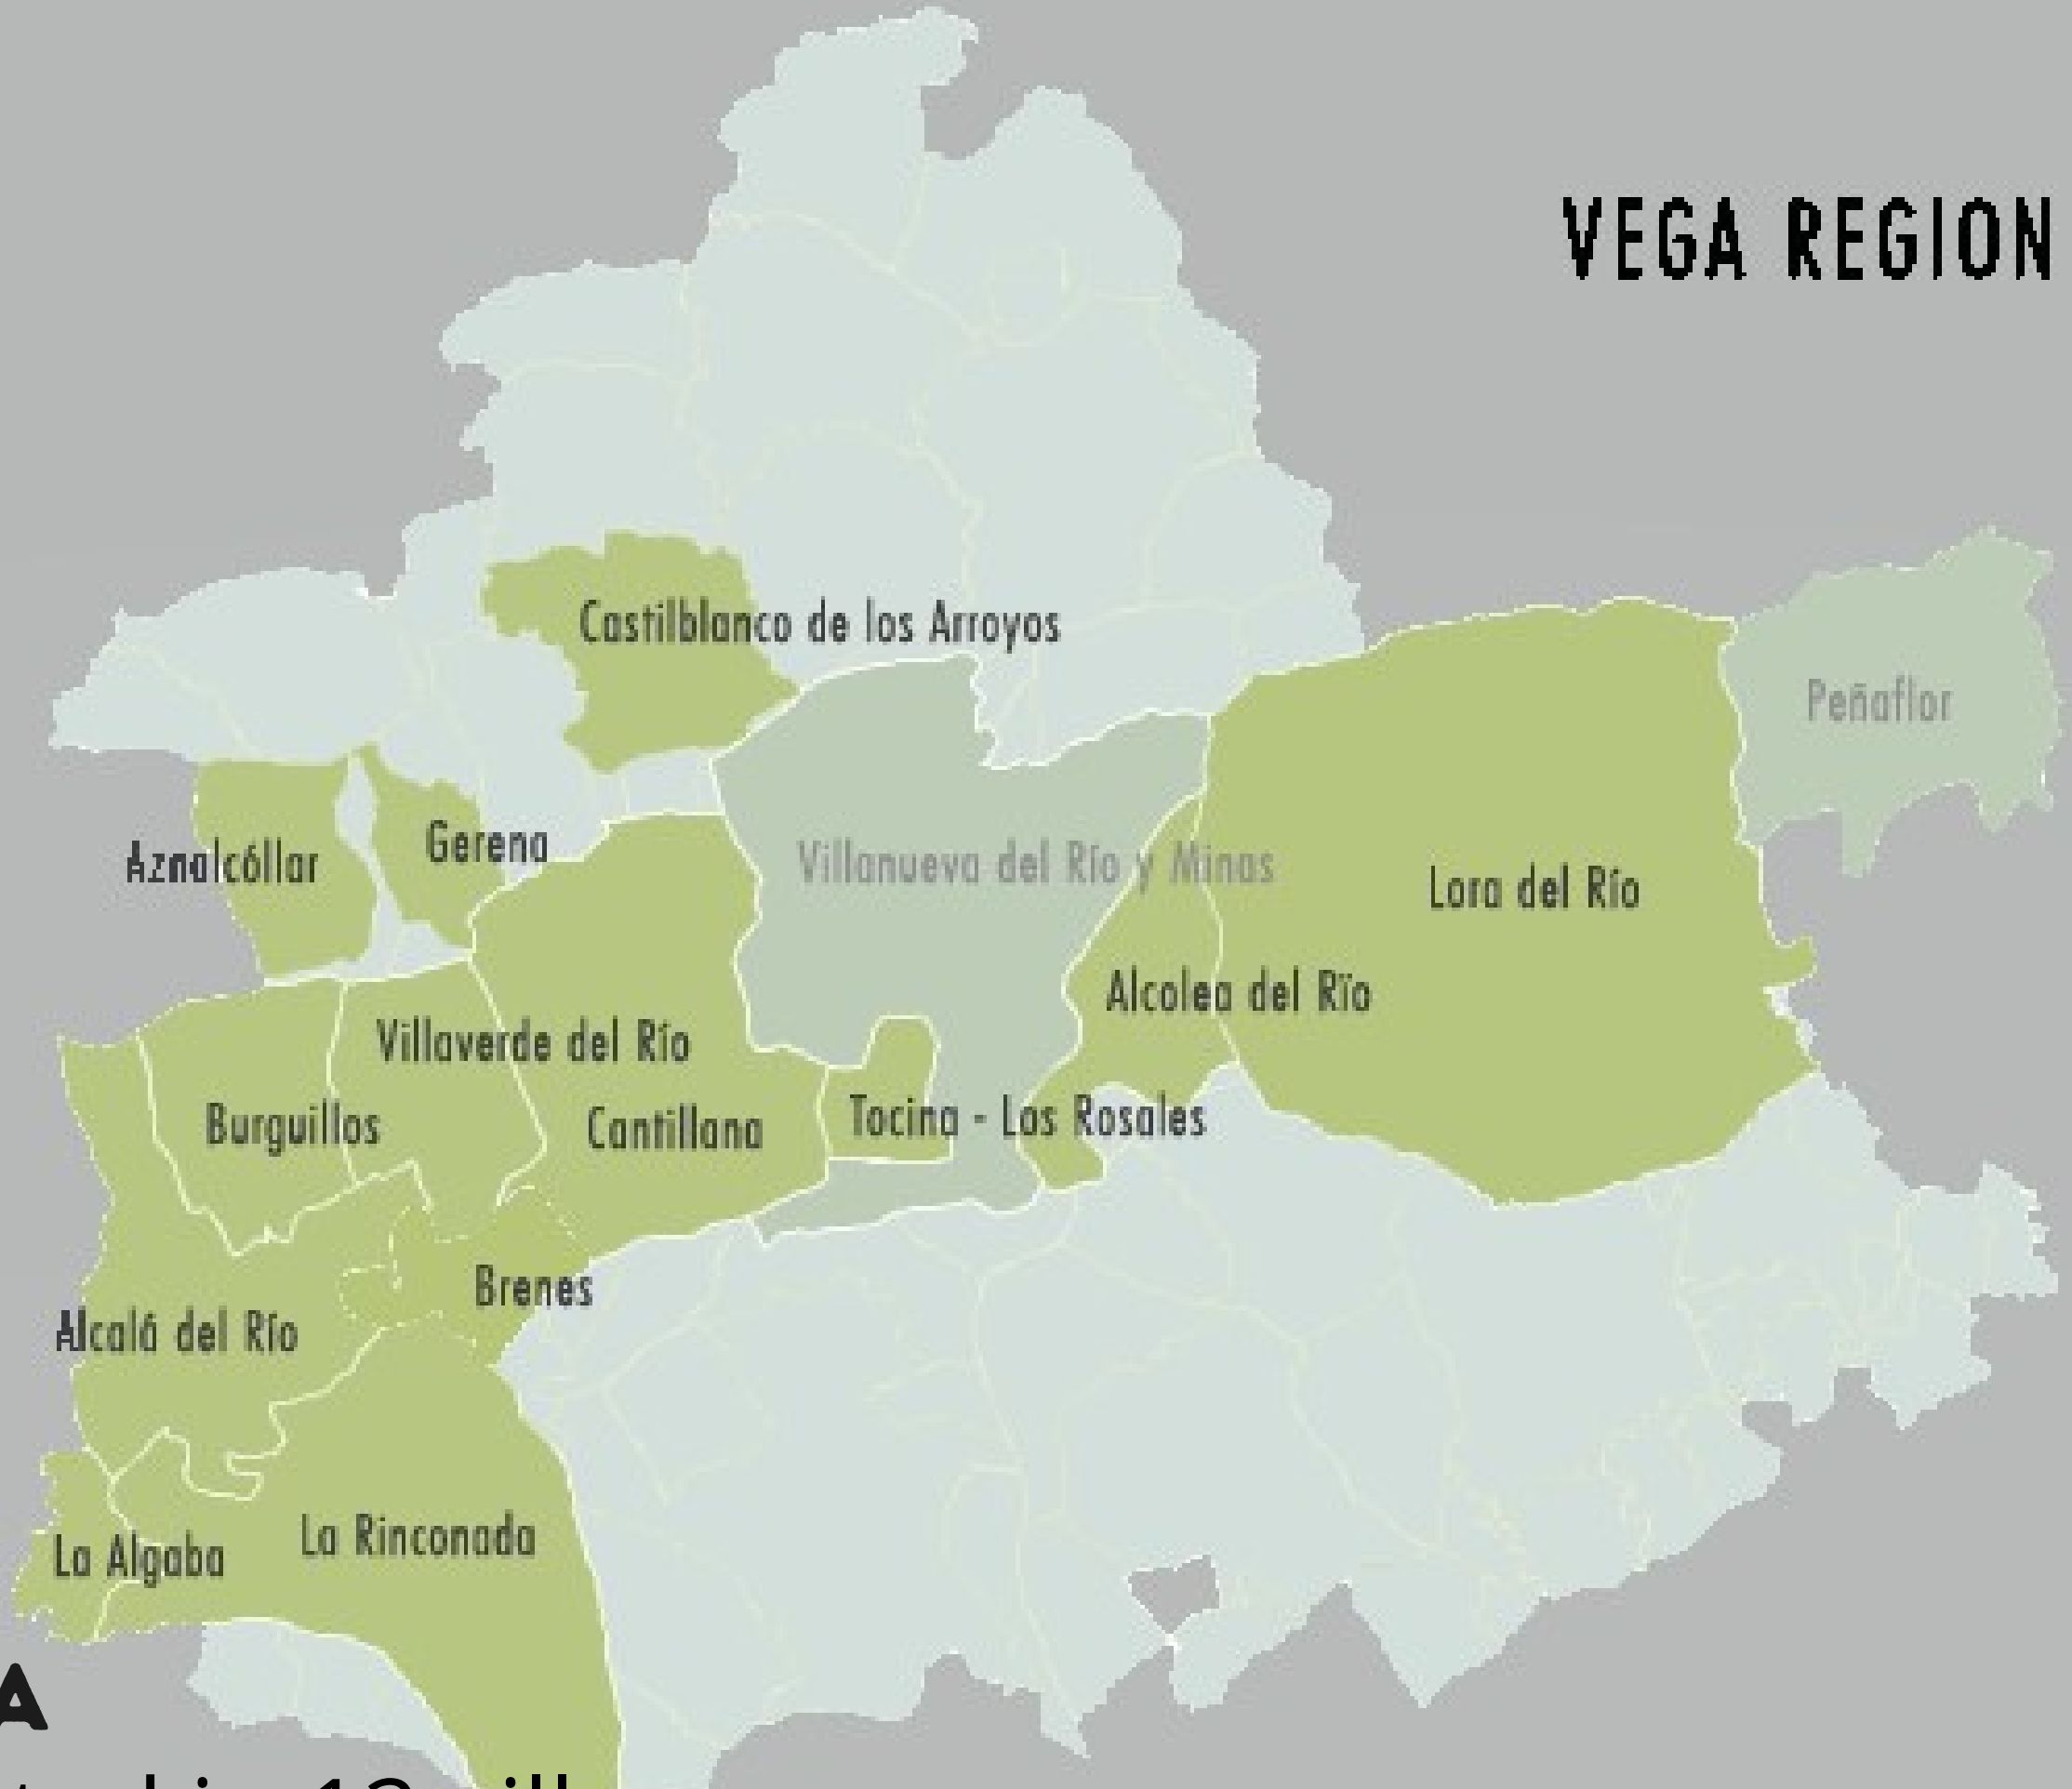 VEGA REGION
Castilblanco de los Arroyos
Peñaflor
Aznalcóllar
Gerena
Villanueva del Río y Minas
Lora del Río
Alcolea del Rïo
Villaverde del Río
Burguillos
Cantillana
Tocina - Los Rosales
Brenes
Alcalá del Río
La Rinconada
La Algaba
A